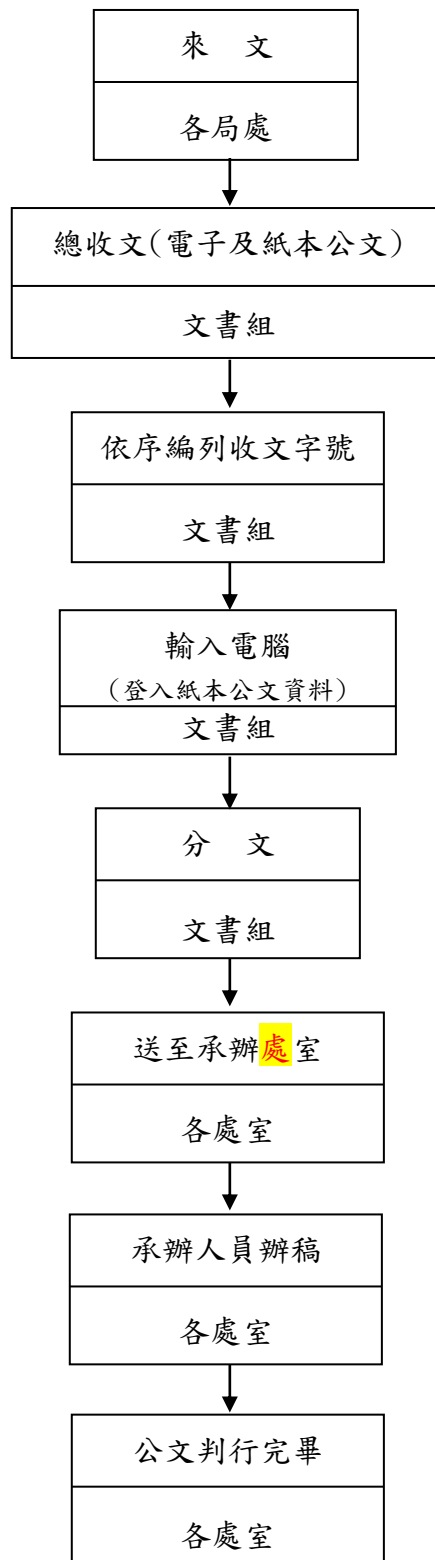 來　文
各局處
總收文(電子及紙本公文)
文書組
依序編列收文字號
文書組
輸入電腦
(登入紙本公文資料)
文書組
分　文
文書組
送至承辦處室
各處室
承辦人員辦稿
各處室
公文判行完畢
各處室